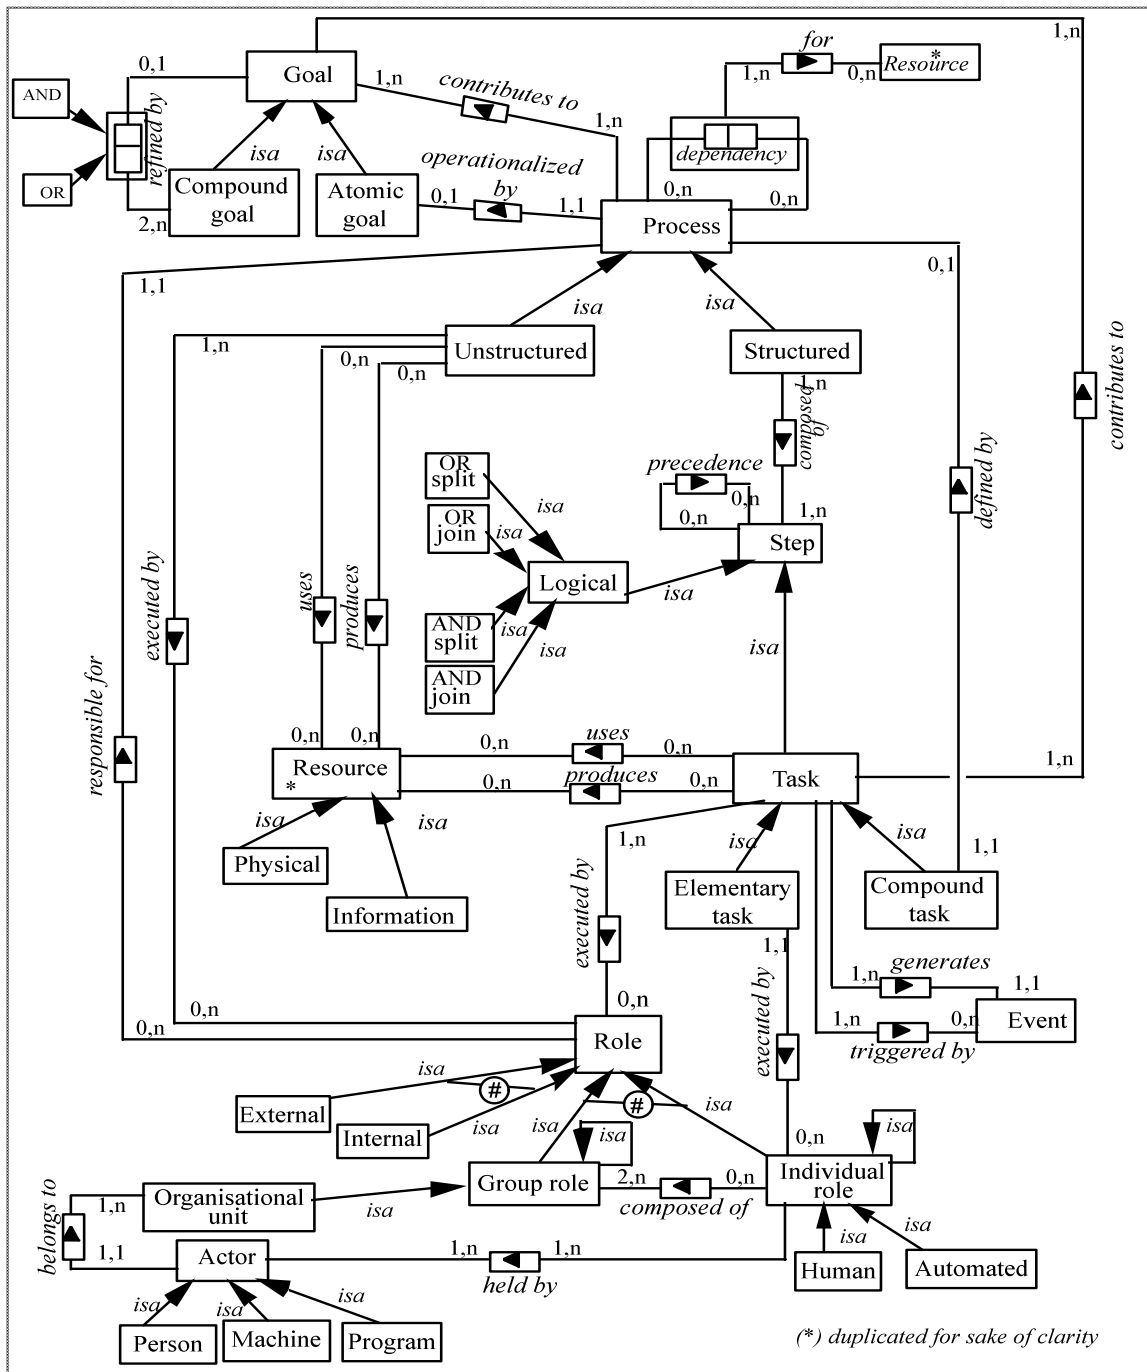 1,n
for
0,1
Goal
1,n
0,n
*
Resource
AND
1,n
contributes to
refined by
1,n
dependency
operationalized
by
isa
isa
OR
Compound
goal
Atomic
goal
0,1
1,1
0,n
0,n
2,n
Process
1,1
0,1
isa
isa
1,n
0,n
0,n
Unstructured
Structured
1,n
composed
of
contributes to
OR
split
precedence
0,n
0,n
defined by
isa
OR
join
isa
1,n
Step
Logical
isa
executed by
uses
produces
AND
split
isa
isa
AND
join
isa
responsible for
0,n
0,n
0,n
uses
0,n
1,n
Resource
*
0,n
produces
0,n
Task
isa
isa
1,n
isa
isa
Physical
1,1
Information
executed by
Elementary
task
Compound
task
1,1
executed by
1,n
generates
1,1
0,n
0,n
0,n
Role
1,n
0,n
Event
triggered by
isa
#
#
External
isa
isa
isa
isa
isa
Internal
0,n
1,n
Organisational
unit
isa
Group role
2,n
0,n
composed of
Individual
role
belongs to
1,1
Actor
1,n
1,n
held by
isa
isa
isa
isa
isa
Human
Automated
Person
Machine
Program
(*) duplicated for sake of clarity